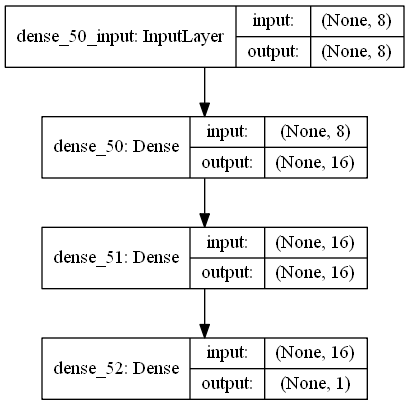 dense_50_input: InputLayer input: (None, 8)
output: (None, 8)
dense_50: Dense input: (None, 8)
output: (None, 16)
dense_51: Dense input: (None, 16)
output: (None, 16)
dense_52: Dense input: (None, 16)
output: (None, 1)